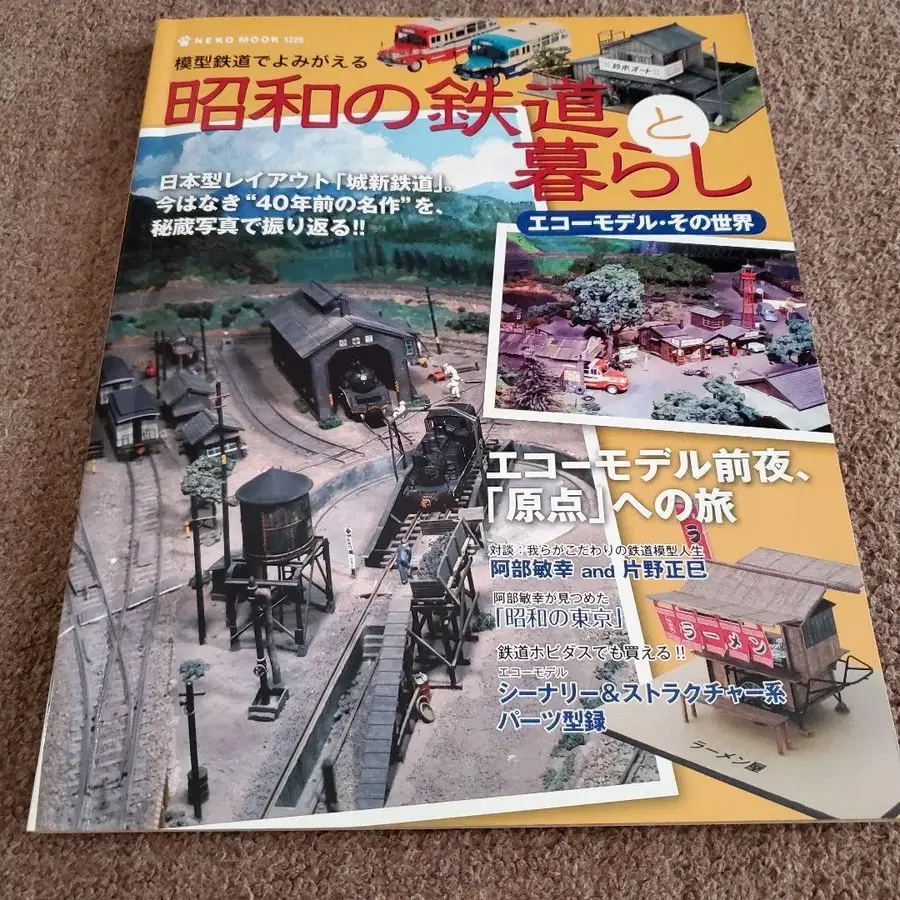 NEKO MOOK 1225
模型鉄道でよみがえる
昭和の鉄道と
暮らし
エコーモデル・その世界
日本型レイアウト「城新鉄道」。
今はなき“40年前の名作”を、
秘蔵写真で振り返る!!
鈴木オート
エコーモデル前夜、
「原点」への旅
対談:我らがこだわりの鉄道模型人生
阿部敏幸 and 片野正巳
阿部敏幸が見つめた
「昭和の東京」
鉄道ホビダスでも買える!!
エコーモデル
シーナリー&ストラクチャー系
パーツ型録
ラ
ラーメン
ラーメン屋